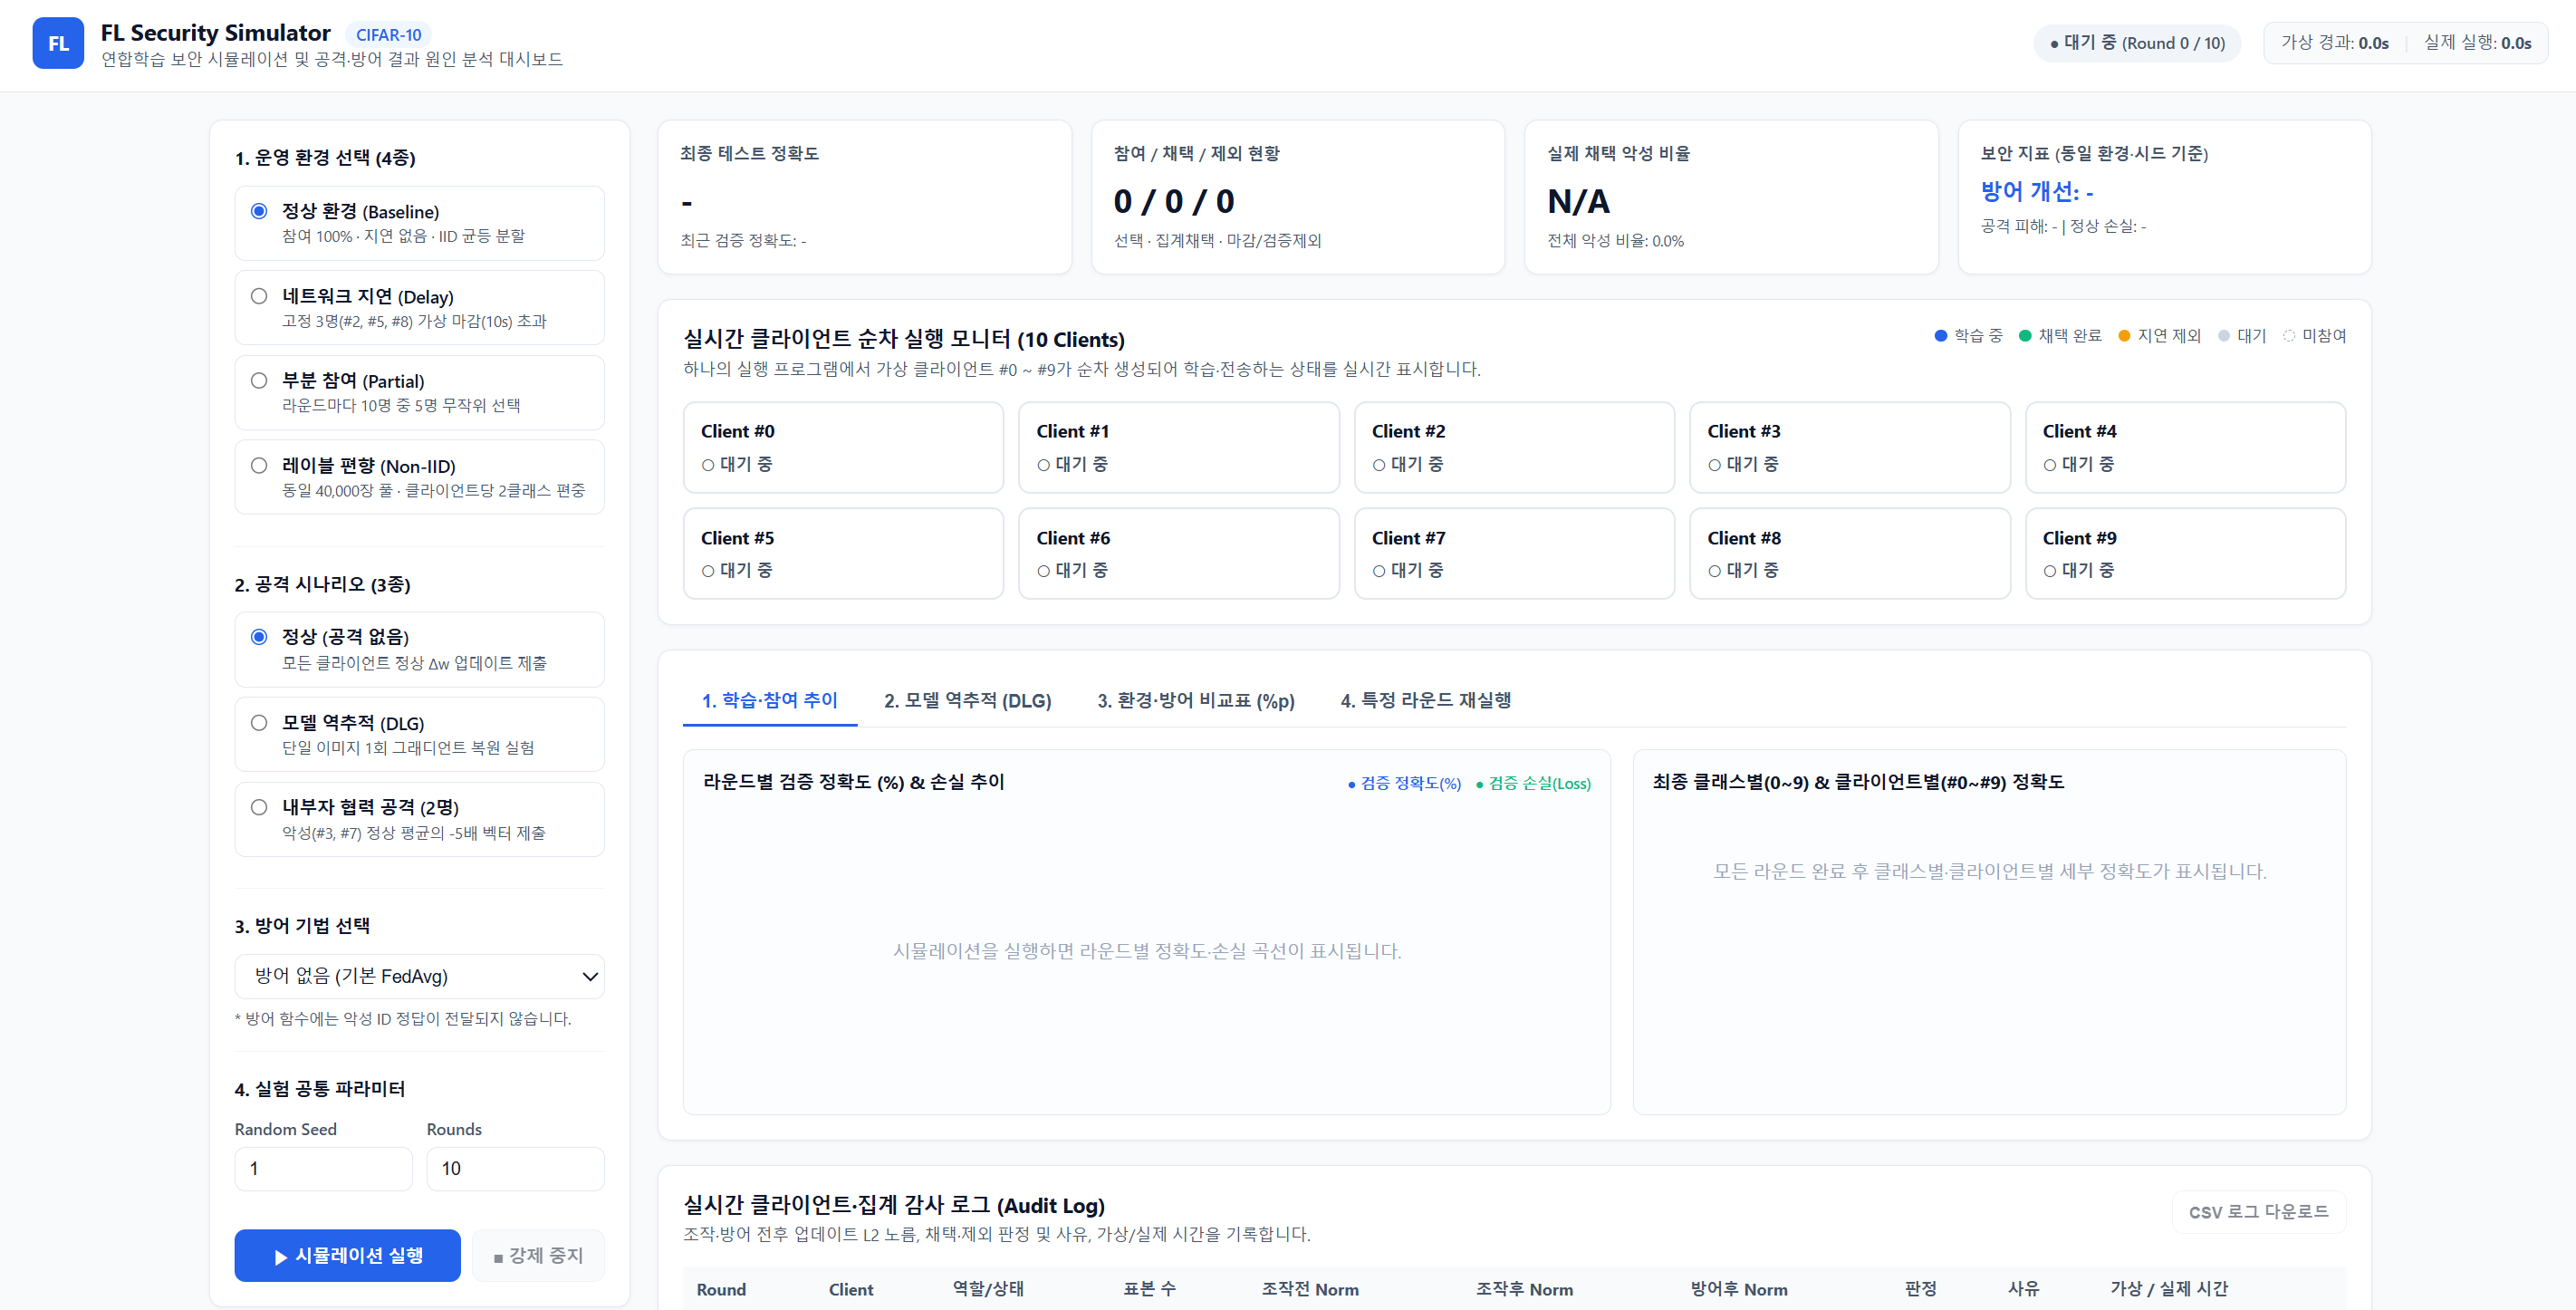 FL
FL Security Simulator
CIFAR-10
연합학습 보안 시뮬레이션 및 공격·방어 결과 원인 분석 대시보드
● 대기 중 (Round 0 / 10)
가상 경과: 0.0s | 실제 실행: 0.0s
1. 운영 환경 선택 (4종)
정상 환경 (Baseline)
참여 100% · 지연 없음 · IID 균등 분할
네트워크 지연 (Delay)
고정 3명(#2, #5, #8) 가상 마감(10s) 초과
부분 참여 (Partial)
라운드마다 10명 중 5명 무작위 선택
레이블 편향 (Non-IID)
동일 40,000장 풀 · 클라이언트당 2클래스 편중
2. 공격 시나리오 (3종)
정상 (공격 없음)
모든 클라이언트 정상 Δw 업데이트 제출
모델 역추적 (DLG)
단일 이미지 1회 그래디언트 복원 실험
내부자 협력 공격 (2명)
악성(#3, #7) 정상 평균의 -5배 벡터 제출
3. 방어 기법 선택
방어 없음 (기본 FedAvg)
* 방어 함수에는 악성 ID 정답이 전달되지 않습니다.
4. 실험 공통 파라미터
Random Seed
Rounds
1
10
▶ 시뮬레이션 실행
■ 강제 중지
최종 테스트 정확도
-
최근 검증 정확도: -
참여 / 채택 / 제외 현황
0 / 0 / 0
선택 · 집계채택 · 마감/검증제외
실제 채택 악성 비율
N/A
전체 악성 비율: 0.0%
보안 지표 (동일 환경·시드 기준)
방어 개선: -
공격 피해: - | 정상 손실: -
실시간 클라이언트 순차 실행 모니터 (10 Clients)
하나의 실행 프로그램에서 가상 클라이언트 #0 ~ #9가 순차 생성되어 학습·전송하는 상태를 실시간 표시합니다.
학습 중
채택 완료
지연 제외
대기
미참여
Client #0
○ 대기 중
Client #1
○ 대기 중
Client #2
○ 대기 중
Client #3
○ 대기 중
Client #4
○ 대기 중
Client #5
○ 대기 중
Client #6
○ 대기 중
Client #7
○ 대기 중
Client #8
○ 대기 중
Client #9
○ 대기 중
1. 학습·참여 추이
2. 모델 역추적 (DLG)
3. 환경·방어 비교표 (%p)
4. 특정 라운드 재실행
라운드별 검증 정확도 (%) & 손실 추이
● 검증 정확도(%)
● 검증 손실(Loss)
시뮬레이션을 실행하면 라운드별 정확도·손실 곡선이 표시됩니다.
최종 클래스별(0~9) & 클라이언트별(#0~#9) 정확도
모든 라운드 완료 후 클래스별·클라이언트별 세부 정확도가 표시됩니다.
실시간 클라이언트·집계 감사 로그 (Audit Log)
조작·방어 전후 업데이트 L2 노름, 채택·제외 판정 및 사유, 가상/실제 시간을 기록합니다.
CSV 로그 다운로드
Round Client 역할/상태 표본 수 조작전 Norm 조작후 Norm 방어후 Norm 판정 사유 가상 / 실제 시간